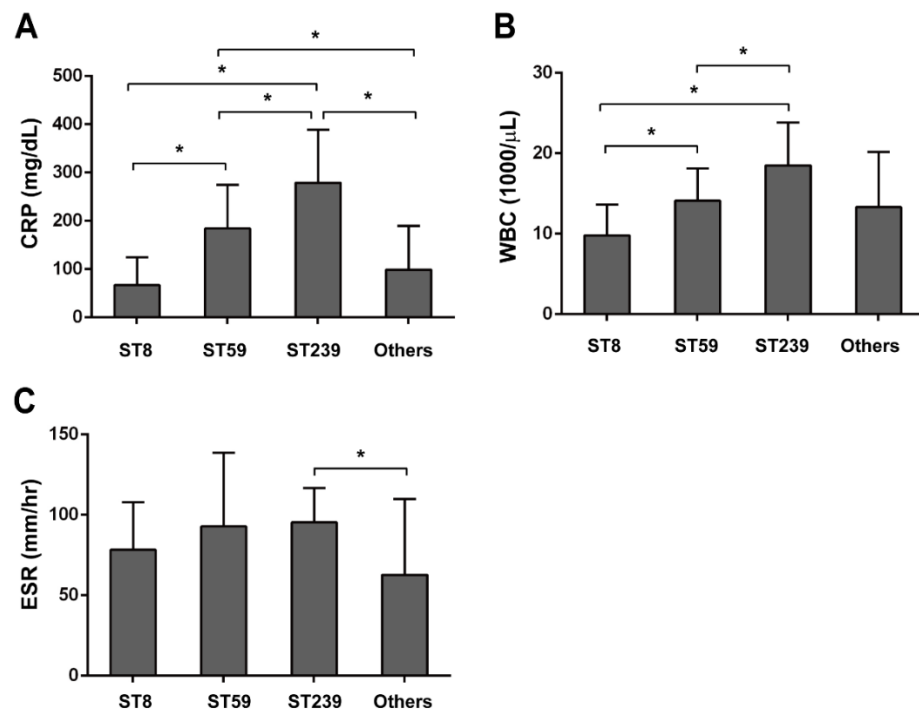 A
CRP (mg/dL)
500
400
300
200
100
0
*
*
*
*
*
ST8 ST59 ST239 Others
B
WBC (1000/μL)
30
20
10
0
*
*
*
ST8 ST59 ST239 Others
C
ESR (mm/hr)
150
100
50
0
*
ST8 ST59 ST239 Others